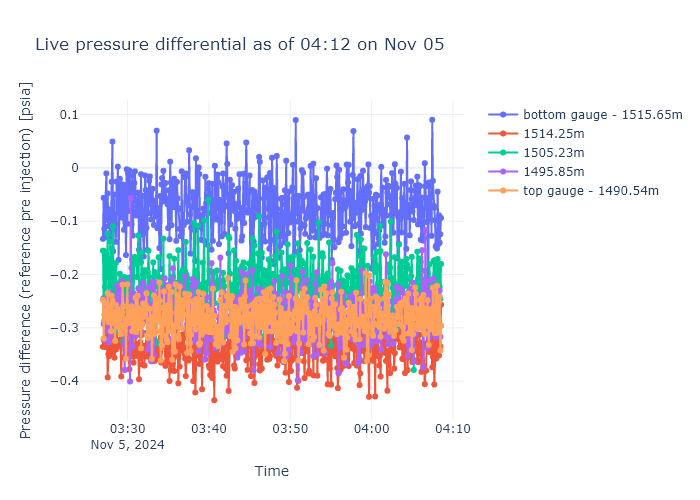 Live pressure differential as of 04:12 on Nov 05
Pressure difference (reference pre injection) [psia]
0.1
0
−0.1
−0.2
−0.3
−0.4
03:30
03:40
03:50
04:00
04:10
Nov 5, 2024
Time
bottom gauge - 1515.65m
1514.25m
1505.23m
1495.85m
top gauge - 1490.54m